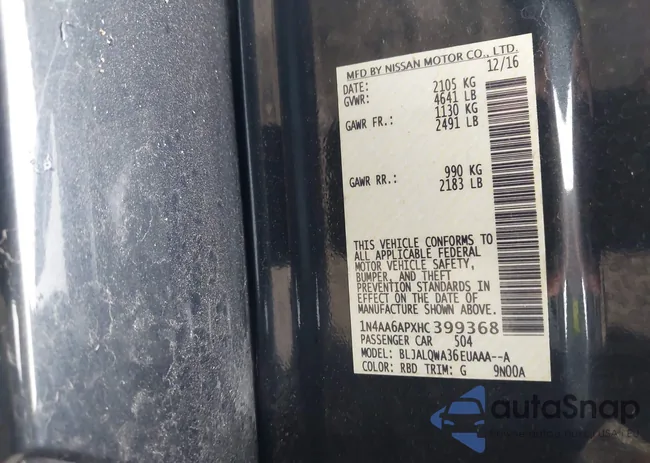 MFD BY NISSAN MOTOR CO., LTD.
DATE: 12/16
GVWR: 2105 KG
4641 LB
GAWR FR.: 1130 KG
2491 LB
GAWR RR.: 990 KG
2183 LB
THIS VEHICLE CONFORMS TO
ALL APPLICABLE FEDERAL
MOTOR VEHICLE SAFETY,
BUMPER, AND THEFT
PREVENTION STANDARDS IN
EFFECT ON THE DATE OF
MANUFACTURE SHOWN ABOVE.
1N4AA6APXHC399368
PASSENGER CAR 504
MODEL: BLJALQWA36EUAAA--A
COLOR: RBD TRIM: G 9N00A
autoSnap